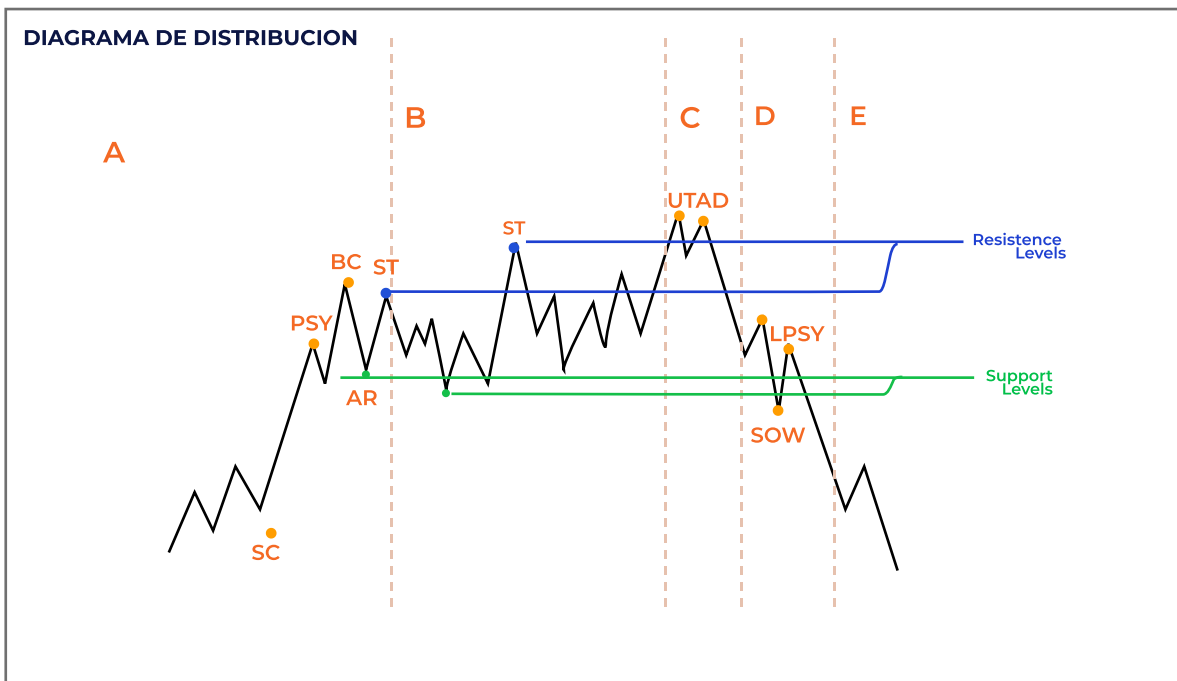 DIAGRAMA DE DISTRIBUCION
A
B
C
D
E
UTAD
ST
BC
ST
PSY
AR
SC
LPSY
SOW
Resistence
Levels
Support
Levels